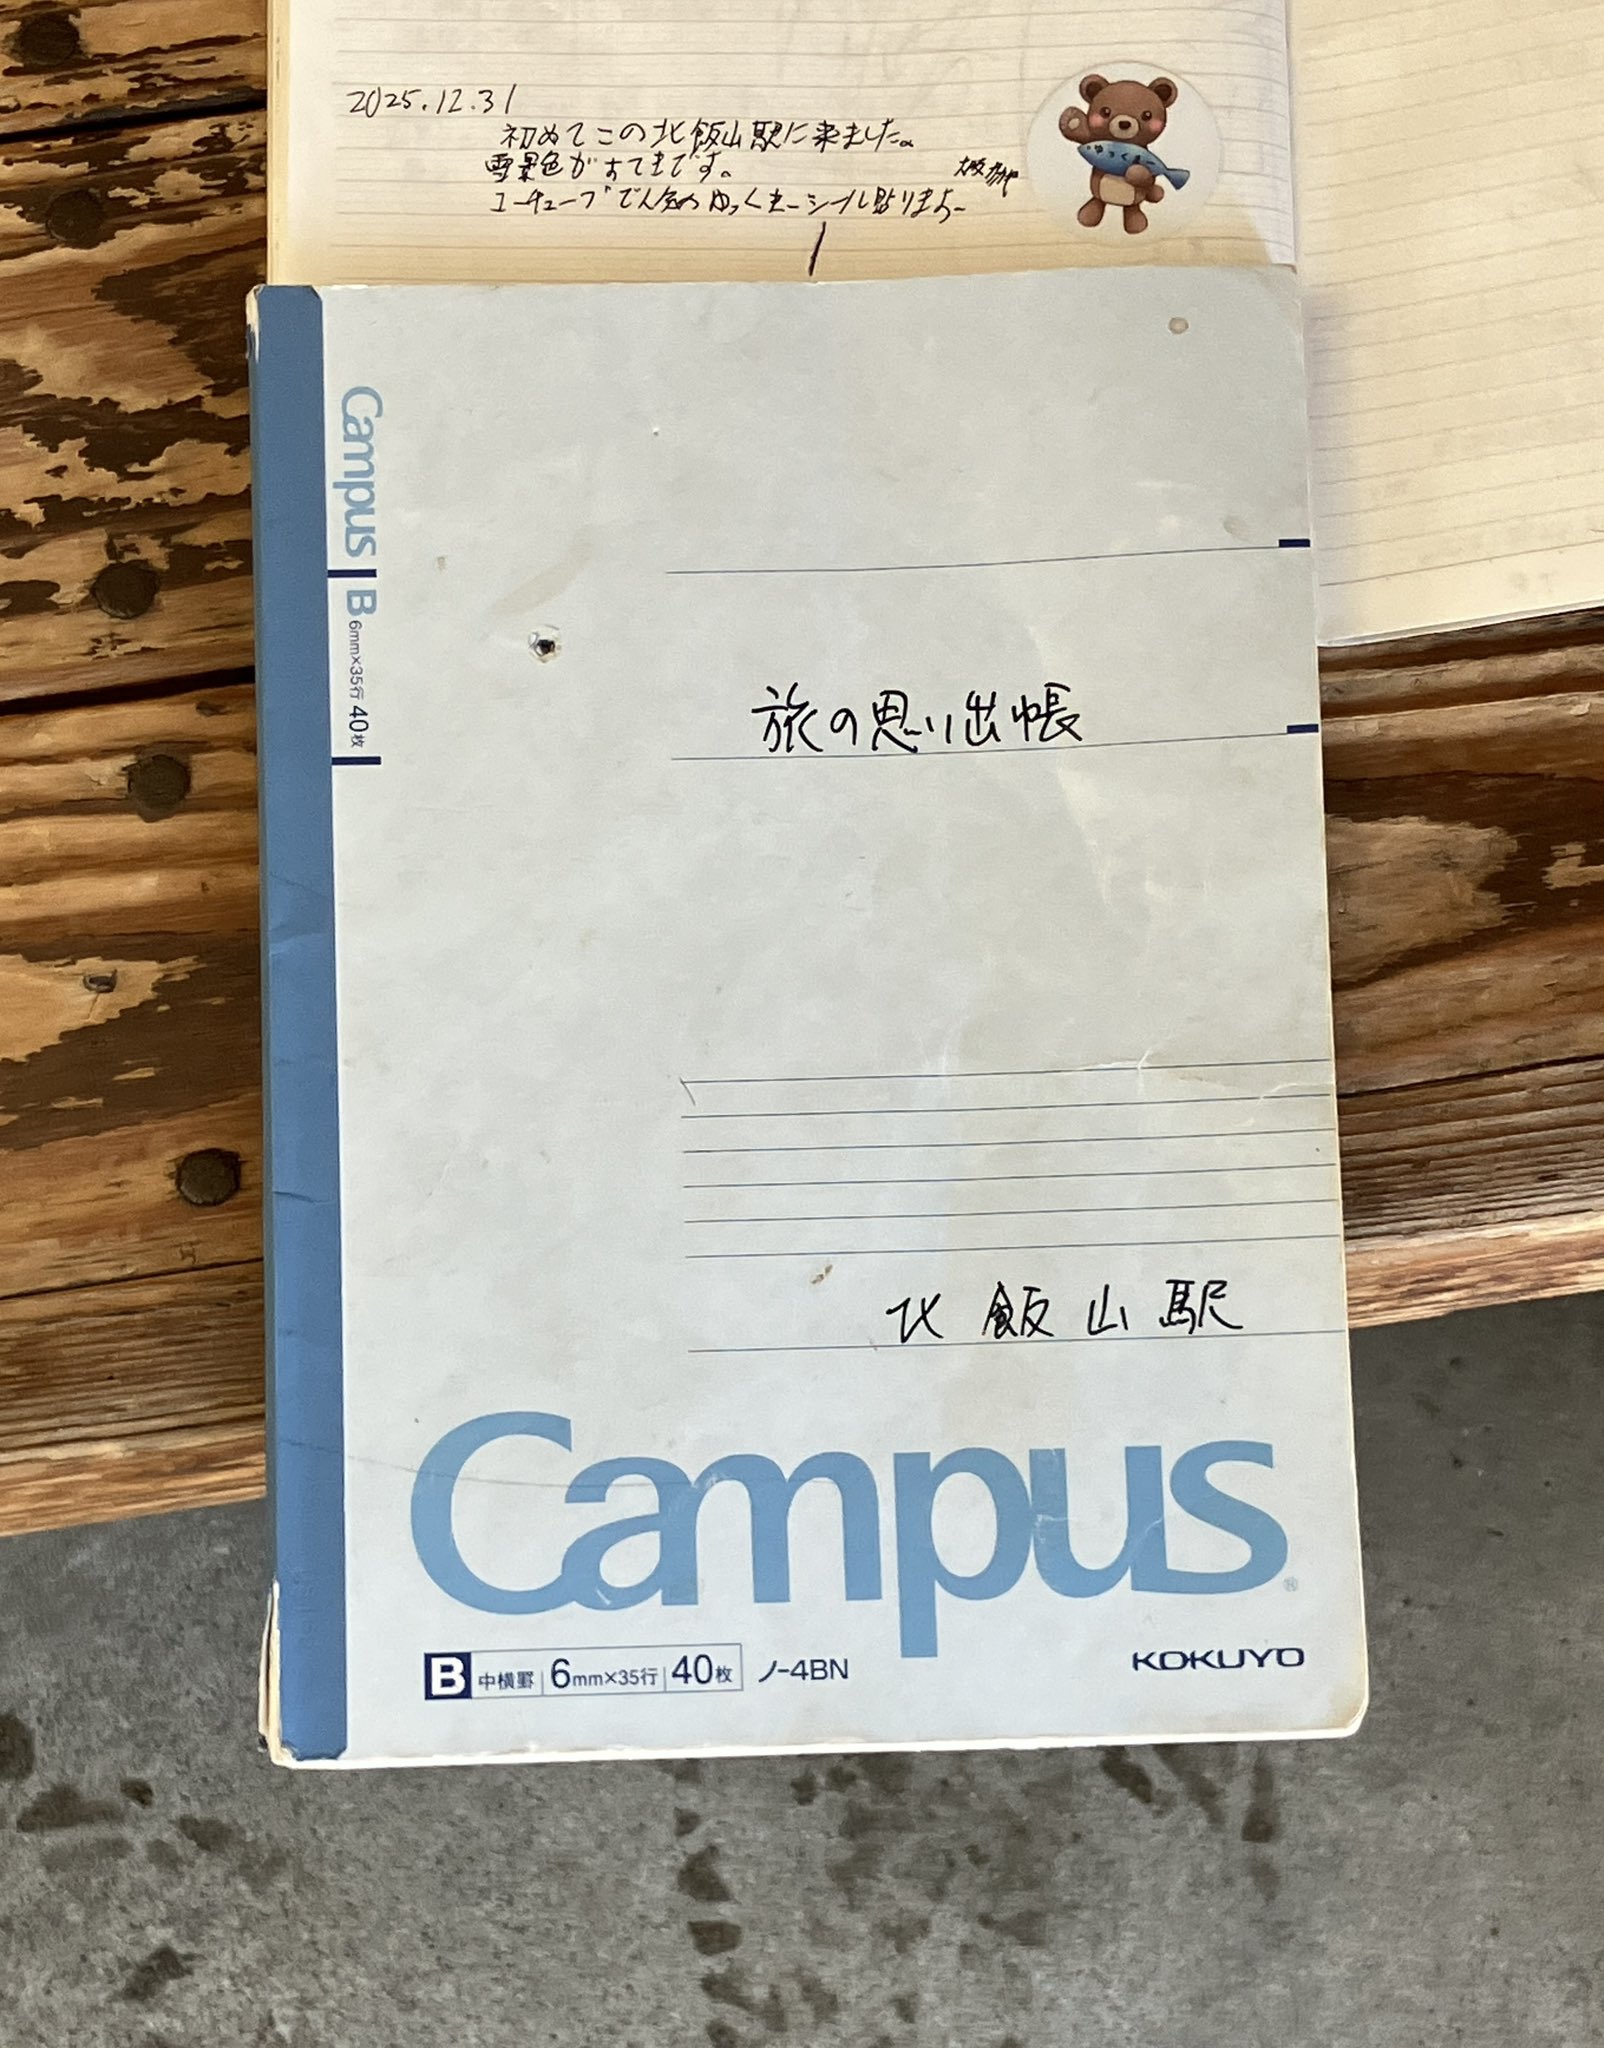 2025.12.31
初めてこの北飯山駅に来ました。
雪景色がすてきです。
ユーチューブで人気のゆっくまーシール貼ります
ゆっくまー
Campus
B 6mm×35行 40枚
旅の思い出帳
北飯山駅
Campus
B 中横罫 6mm×35行 40枚 ノ-4BN
KOKUYO